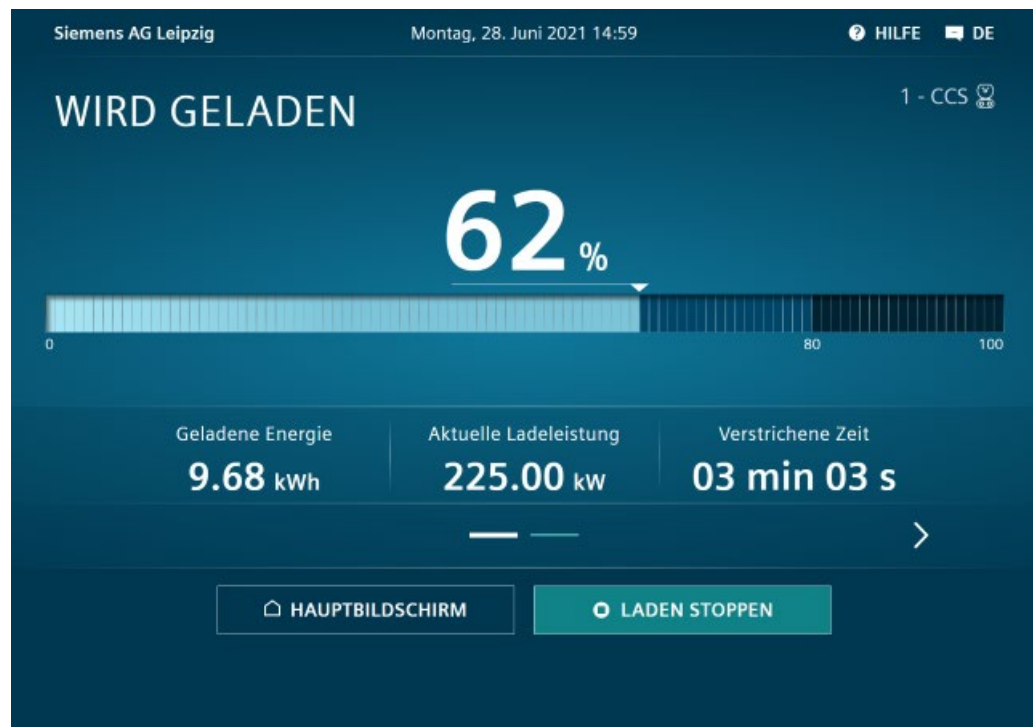 Siemens AG Leipzig Montag, 28. Juni 2021 14:59 HILFE DE
WIRD GELADEN
1 - CCS
62 %
0 80 100
Geladene Energie Aktuelle Ladeleistung Verstrichene Zeit
9.68 kWh 225.00 kW 03 min 03 s
HAUPTBILDSCHIRM LADEN STOPPEN